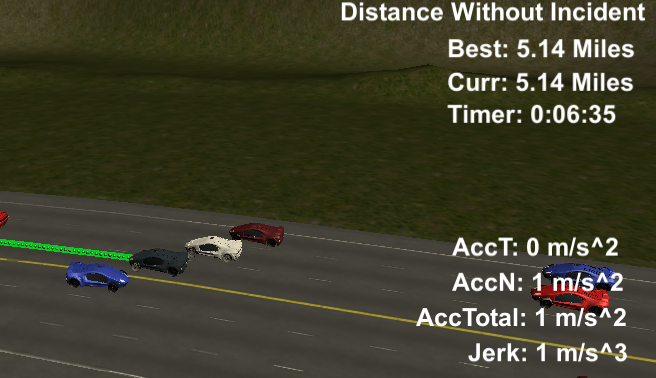 Distance Without Incident
Best: 5.14 Miles
Curr: 5.14 Miles
Timer: 0:06:35
AccT: 0 m/s^2
AccN: 1 m/s^2
AccTotal: 1 m/s^2
Jerk: 1 m/s^3